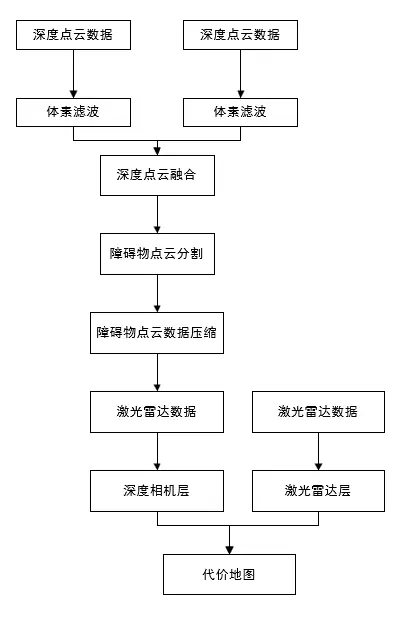 深度点云数据
深度点云数据
体素滤波
体素滤波
深度点云融合
障碍物点云分割
障碍物点云数据压缩
激光雷达数据
激光雷达数据
深度相机层
激光雷达层
代价地图